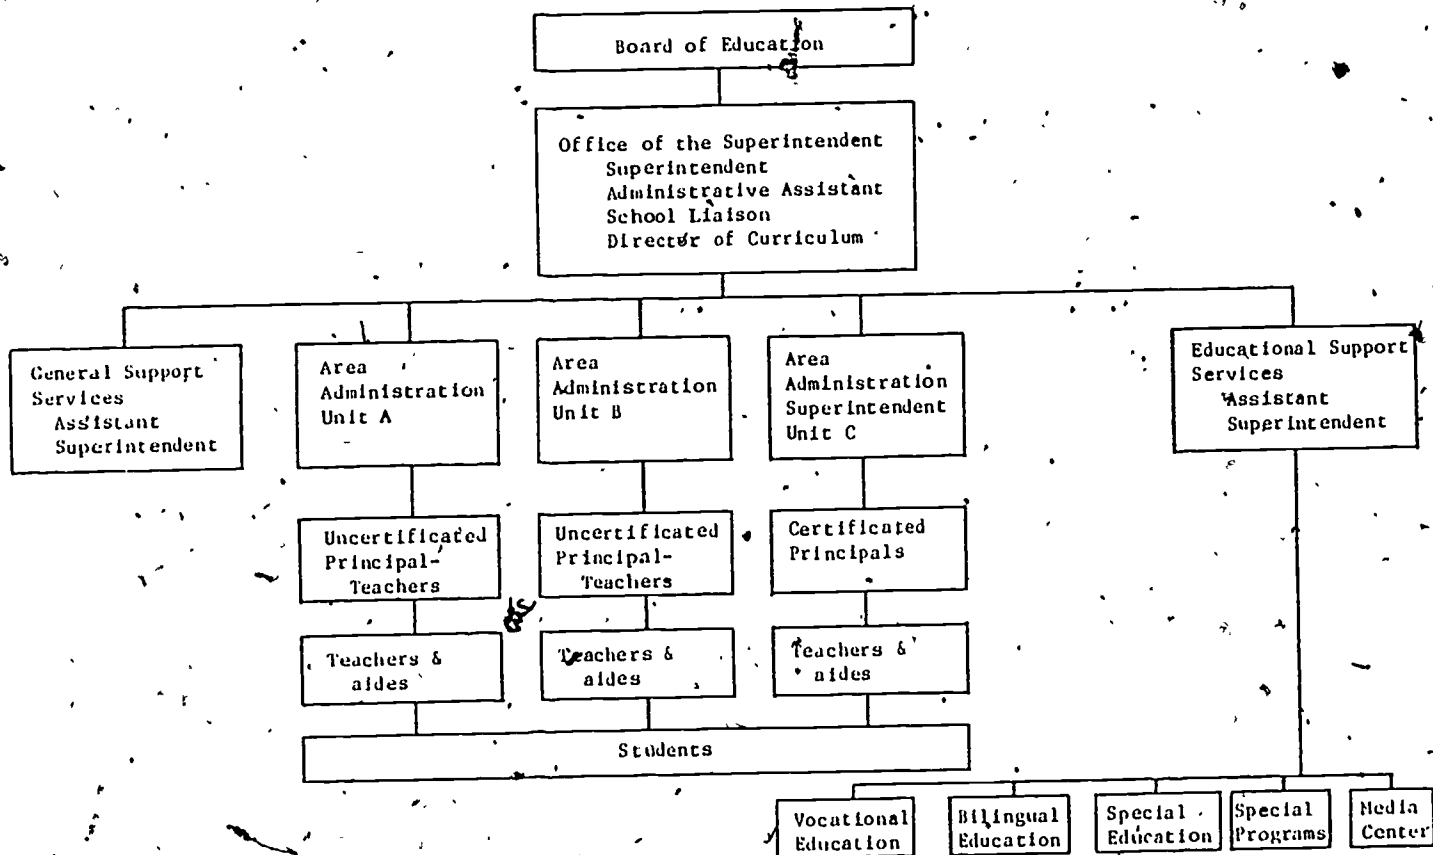 Board of Education
Office of the Superintendent
Superintendent
Administrative Assistant
School Liaison
Director of Curriculum
General Support
Services
Assistant
Superintendent
Area
Administration
Unit A
Area
Administration
Unit B
Area
Administration
Superintendent
Unit C
Educational Support
Services
Assistant
Superintendent
Uncertificated
Principal-
Teachers
Uncertificated
Principal-
Teachers
Certificated
Principals
Teachers &
aides
Teachers &
aides
Teachers &
aides
Students
Vocational
Education
Bilingual
Education
Special
Education
Special
Programs
Media
Center